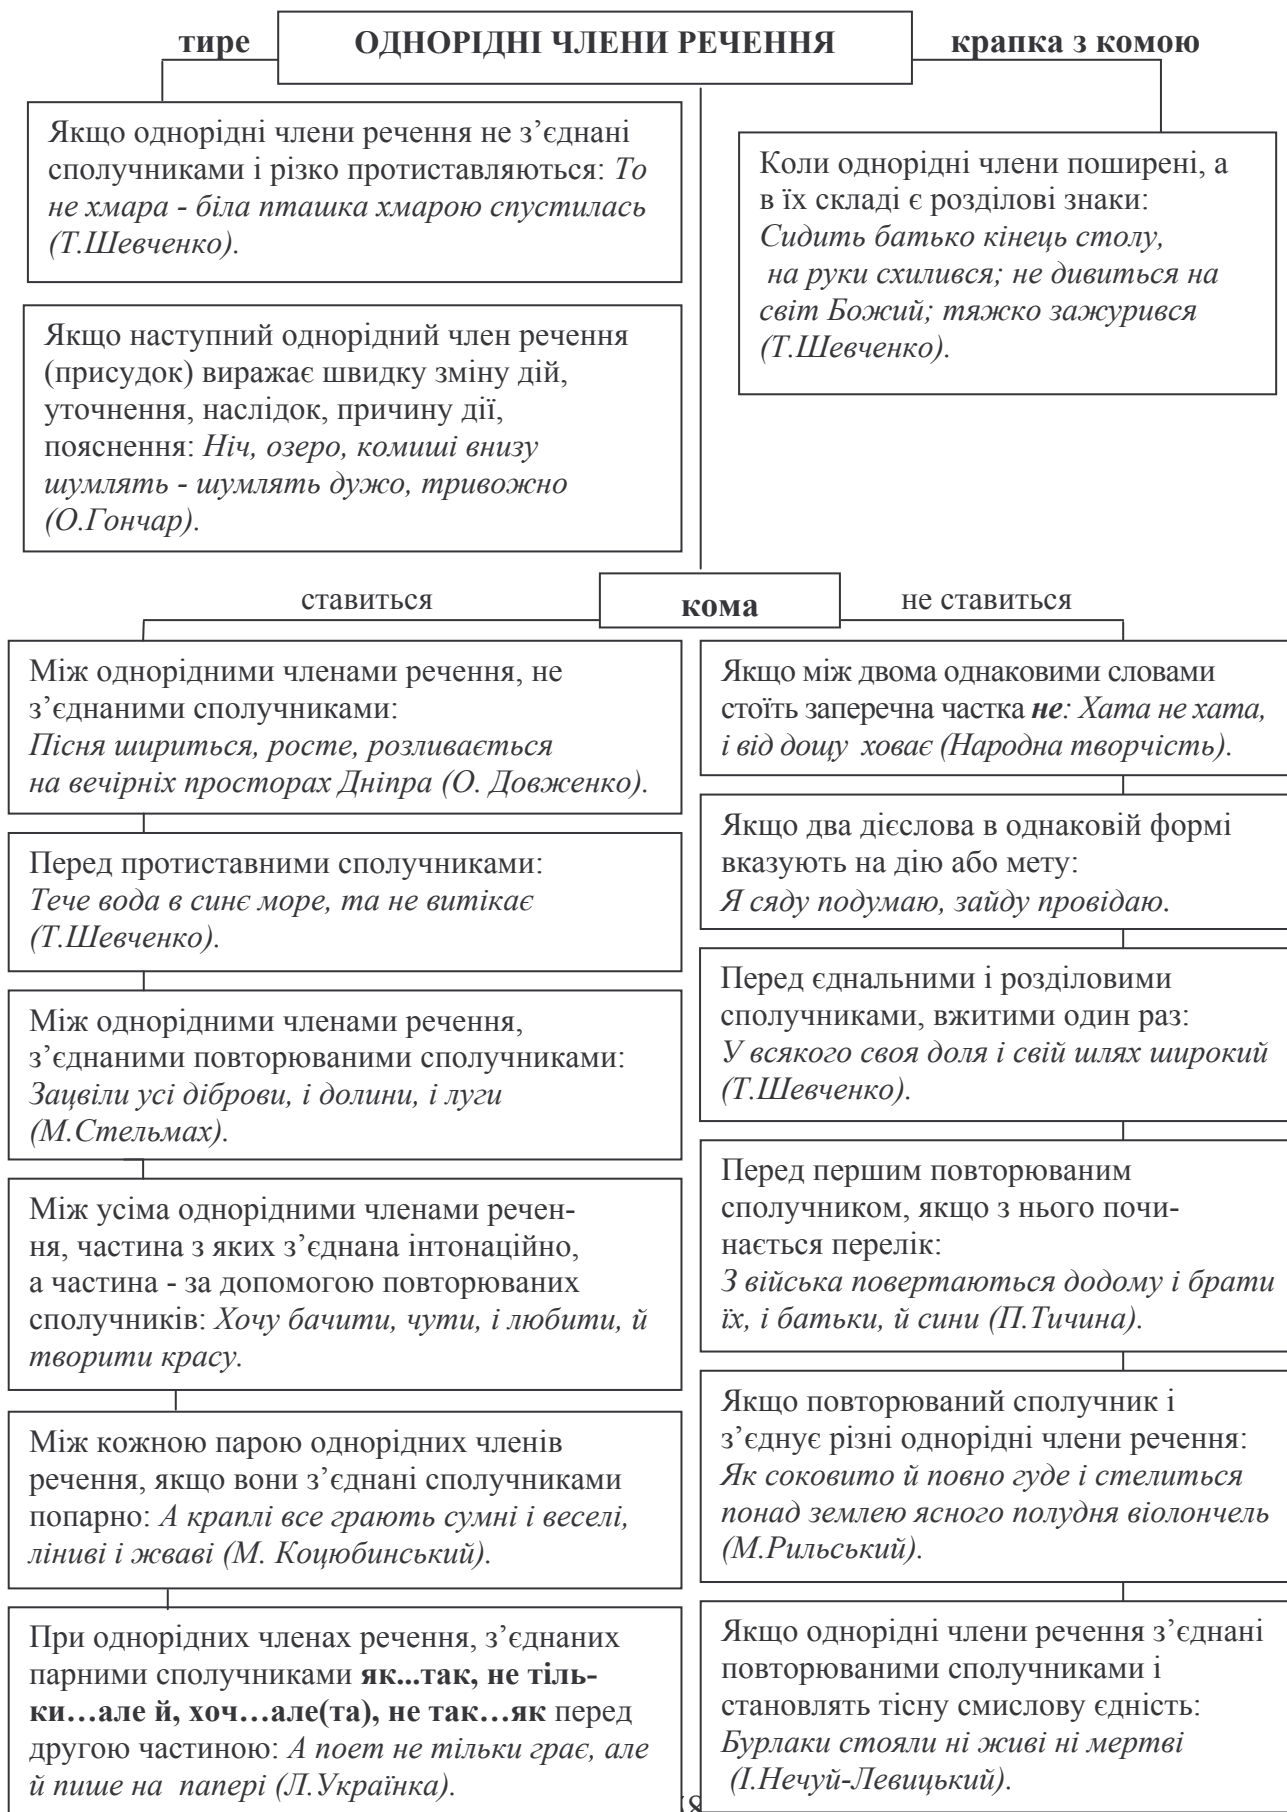 тире
ОДНОРІДНІ ЧЛЕНИ РЕЧЕННЯ
крапка з комою
Якщо однорідні члени речення не з’єднані
сполучниками і різко протиставляються: То
не хмара - біла пташка хмарою спустилась
(Т.Шевченко).
Коли однорідні члени поширені, а
в їх складі є розділові знаки:
Сидить батько кінець столу,
на руки схилився; не дивиться на
світ Божий; тяжко зажурився
(Т.Шевченко).
Якщо наступний однорідний член речення
(присудок) виражає швидку зміну дій,
уточнення, наслідок, причину дії,
пояснення: Ніч, озеро, комиші внизу
шумлять - шумлять дужо, тривожно
(О.Гончар).
ставиться
кома
не ставиться
Між однорідними членами речення, не
з’єднаними сполучниками:
Пісня шириться, росте, розливається
на вечірніх просторах Дніпра (О. Довженко).
Перед протиставними сполучниками:
Тече вода в синє море, та не витікає
(Т.Шевченко).
Між однорідними членами речення,
з’єднаними повторюваними сполучниками:
Зацвіли усі діброви, і долини, і луги
(М.Стельмах).
Між усіма однорідними членами речен-
ня, частина з яких з’єднана інтонаційно,
а частина - за допомогою повторюваних
сполучників: Хочу бачити, чути, і любити, й
творити красу.
Між кожною парою однорідних членів
речення, якщо вони з’єднані сполучниками
попарно: А краплі все грають сумні і веселі,
ліниві і жваві (М. Коцюбинський).
При однорідних членах речення, з’єднаних
парними сполучниками як...так, не тіль-
ки…але й, хоч…але(та), не так…як перед
другою частиною: А поет не тільки грає, але
й пише на папері (Л.Українка).
Якщо між двома однаковими словами
стоїть заперечна частка не: Хата не хата,
і від дощу ховає (Народна творчість).
Якщо два дієслова в однаковій формі
вказують на дію або мету:
Я сяду подумаю, зайду провідаю.
Перед єднальними і розділовими
сполучниками, вжитими один раз:
У всякого своя доля і свій шлях широкий
(Т.Шевченко).
Перед першим повторюваним
сполучником, якщо з нього почи-
нається перелік:
З війська повертаються додому і брати
їх, і батьки, й сини (П.Тичина).
Якщо повторюваний сполучник і
з’єднує різні однорідні члени речення:
Як соковито й повно гуде і стелиться
понад землею ясного полудня віолончель
(М.Рильський).
Якщо однорідні члени речення з’єднані
повторюваними сполучниками і
становлять тісну смислову єдність:
Бурлаки стояли ні живі ні мертві
(І.Нечуй-Левицький).